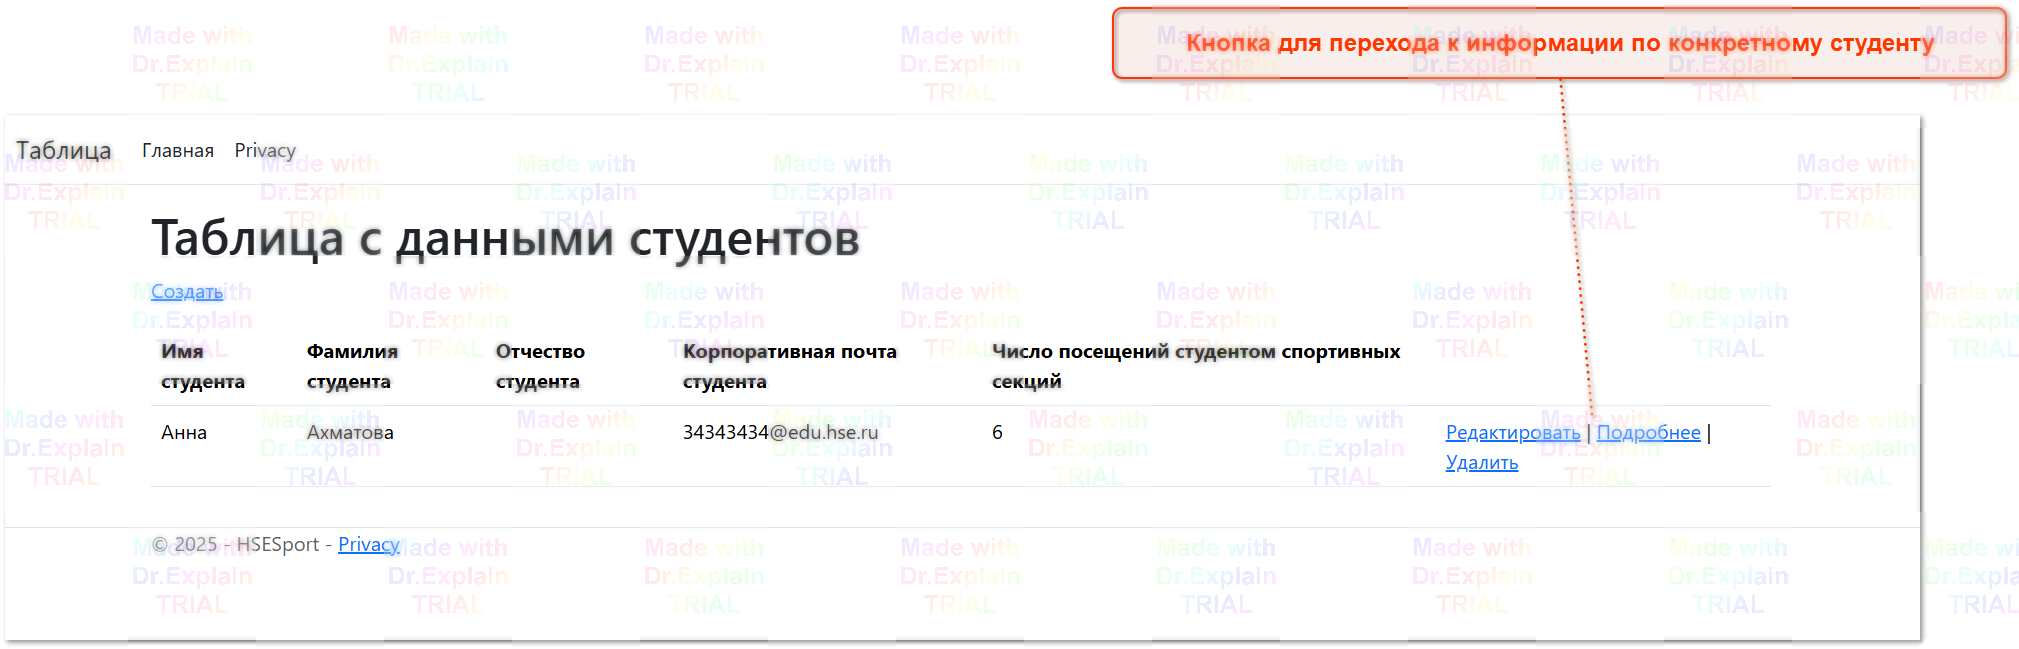 Кнопка для перехода к информации по конкретному студенту
Таблица Главная Privacy
Таблица с данными студентов
Создать
Имя студента Фамилия студента Отчество студента Корпоративная почта студента Число посещений студентом спортивных секций
Анна Ахматова 34343434@edu.hse.ru 6 Редактировать | Подробнее |
Удалить
© 2025 - HSESport - Privacy
Made with
Dr.Explain
TRIAL